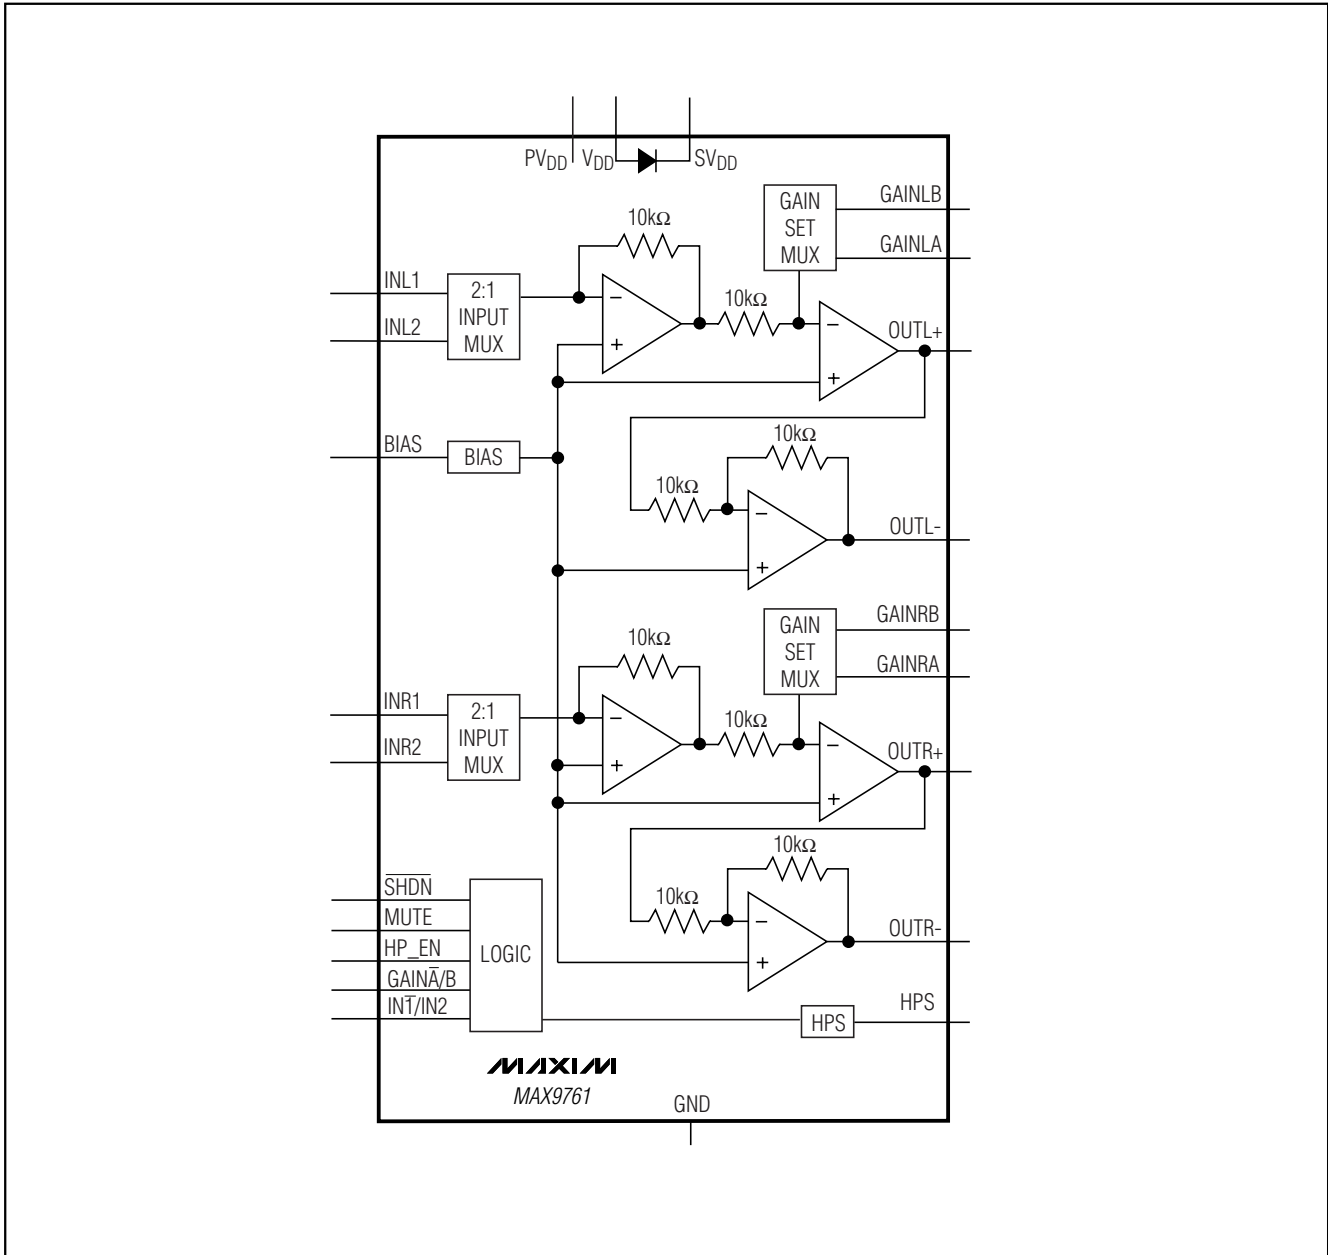 PVDD VDD SVDD
GAIN
SET
MUX
GAINLB
GAINLA
10kΩ
INL1
INL2
2:1
INPUT
MUX
−
+
10kΩ
−
+
OUTL+
BIAS
BIAS
10kΩ
10kΩ
−
+
OUTL-
GAIN
SET
MUX
GAINRB
GAINRA
10kΩ
INR1
INR2
2:1
INPUT
MUX
−
+
10kΩ
−
+
OUTR+
10kΩ
10kΩ
−
+
OUTR-
S̅H̅D̅N̅
MUTE
HP_EN
GAINA̅/B
IN1̅/IN2
LOGIC
HPS
HPS
MAXIM
MAX9761
GND